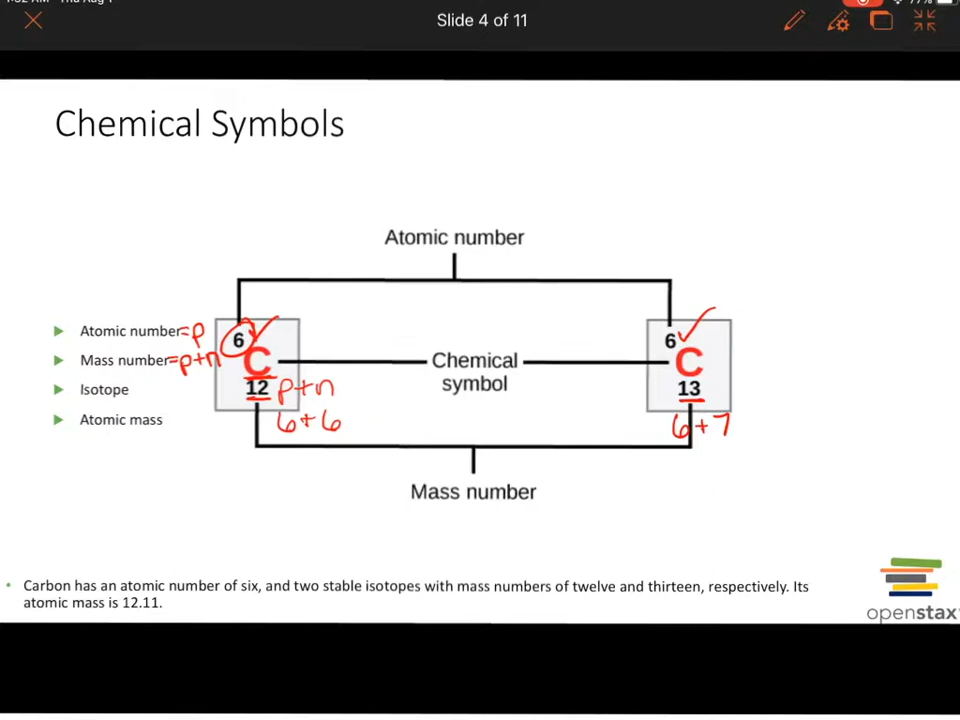 Slide 4 of 11
77%
Chemical Symbols
Atomic number
Atomic number=p
Mass number=p+n
Isotope
Atomic mass
6
C
12 p+n
6+6
Chemical
symbol
6
C
13
6+7
Mass number
Carbon has an atomic number of six, and two stable isotopes with mass numbers of twelve and thirteen, respectively. Its
atomic mass is 12.11.
openstax